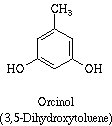 CH₃
HO OH
Orcinol
(3,5-Dihydroxytoluene)